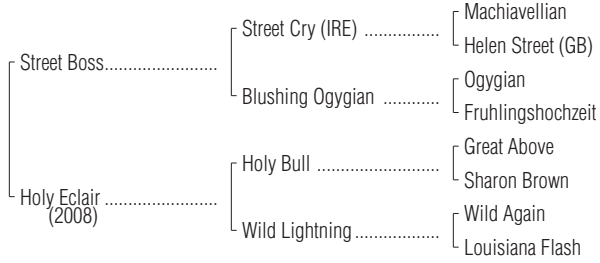 Machiavellian
Street Cry (IRE) ................
Helen Street (GB)
Street Boss........................
Ogygian
Blushing Ogygian ............
Fruhlingshochzeit
Great Above
Holy Bull ..........................
Sharon Brown
Holy Eclair ........................
(2008)
Wild Again
Wild Lightning ..................
Louisiana Flash